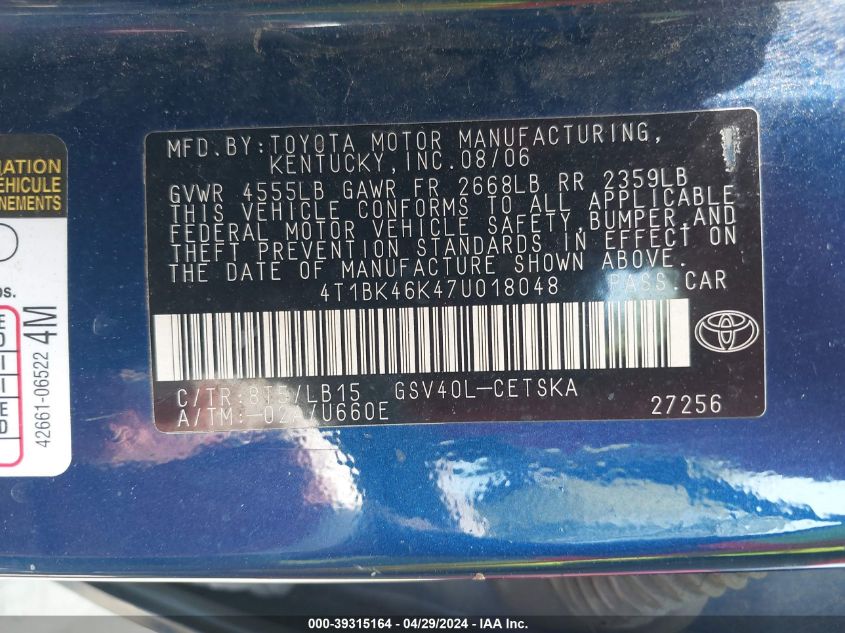 MFD.BY:TOYOTA MOTOR MANUFACTURING,
KENTUCKY,INC.08/06
GVWR 4555LB GAWR FR 2668LB RR 2359LB
THIS VEHICLE CONFORMS TO ALL APPLICABLE
FEDERAL MOTOR VEHICLE SAFETY,BUMPER,AND
THEFT PREVENTION STANDARDS IN EFFECT ON
THE DATE OF MANUFACTURE SHOWN ABOVE.
4T1BK46K47U018048 PASS.CAR
C/TR:8T5/LB15 GSV40L-CETSKA
A/TM:-02A/U660E 27256
42661-06522 4M
000-39315164 - 04/29/2024 - IAA Inc.